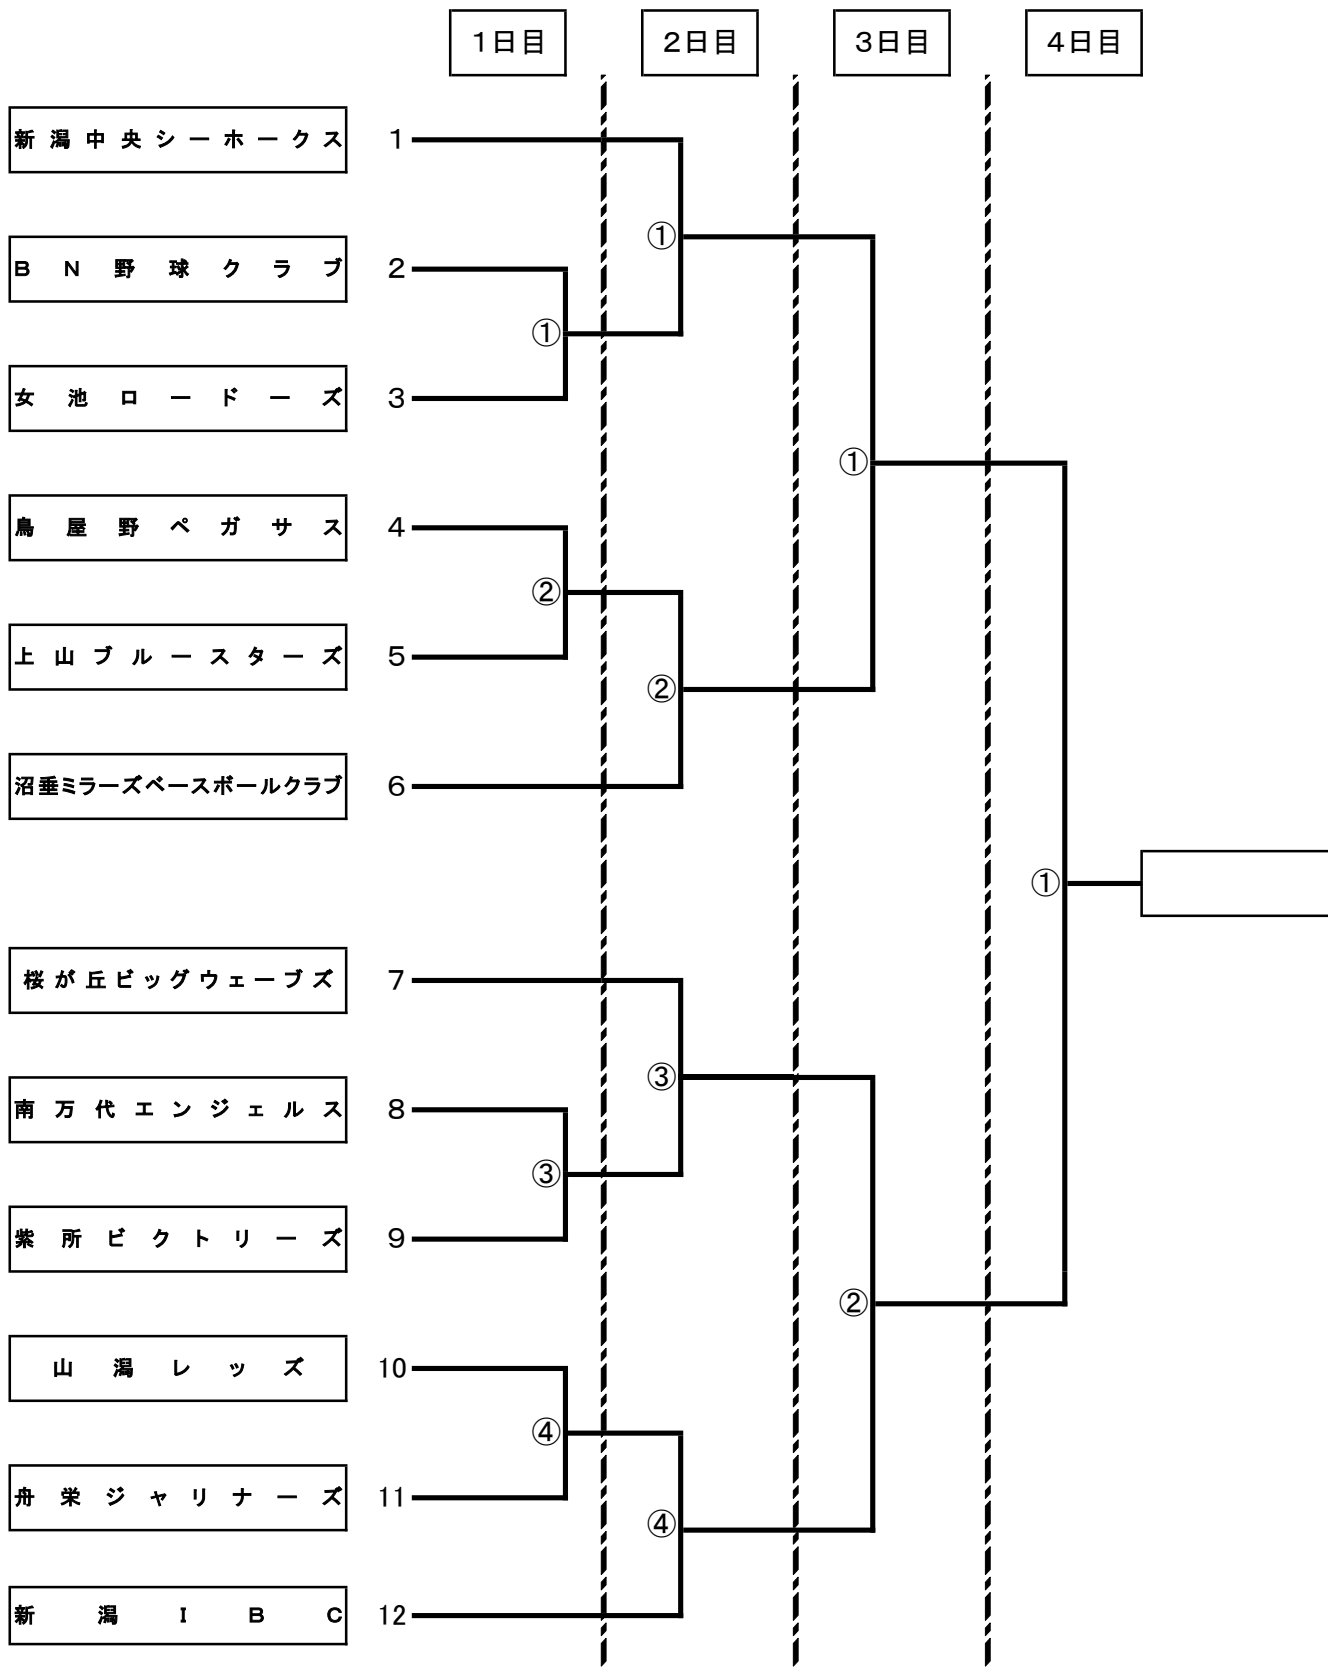 1日目 2日目 3日目 4日目
新潟中央シーホークス 1
①
BN野球クラブ 2
①
女池ロードーズ 3
①
鳥屋野ペガサス 4
②
上山ブルースターズ 5
②
沼垂ミラーズベースボールクラブ 6
①
桜が丘ビッグウェーブズ 7
③
南万代エンジェルス 8
③
紫所ビクトリーズ 9
②
山潟レッズ 10
④
舟栄ジャリナーズ 11
④
新潟IBC 12